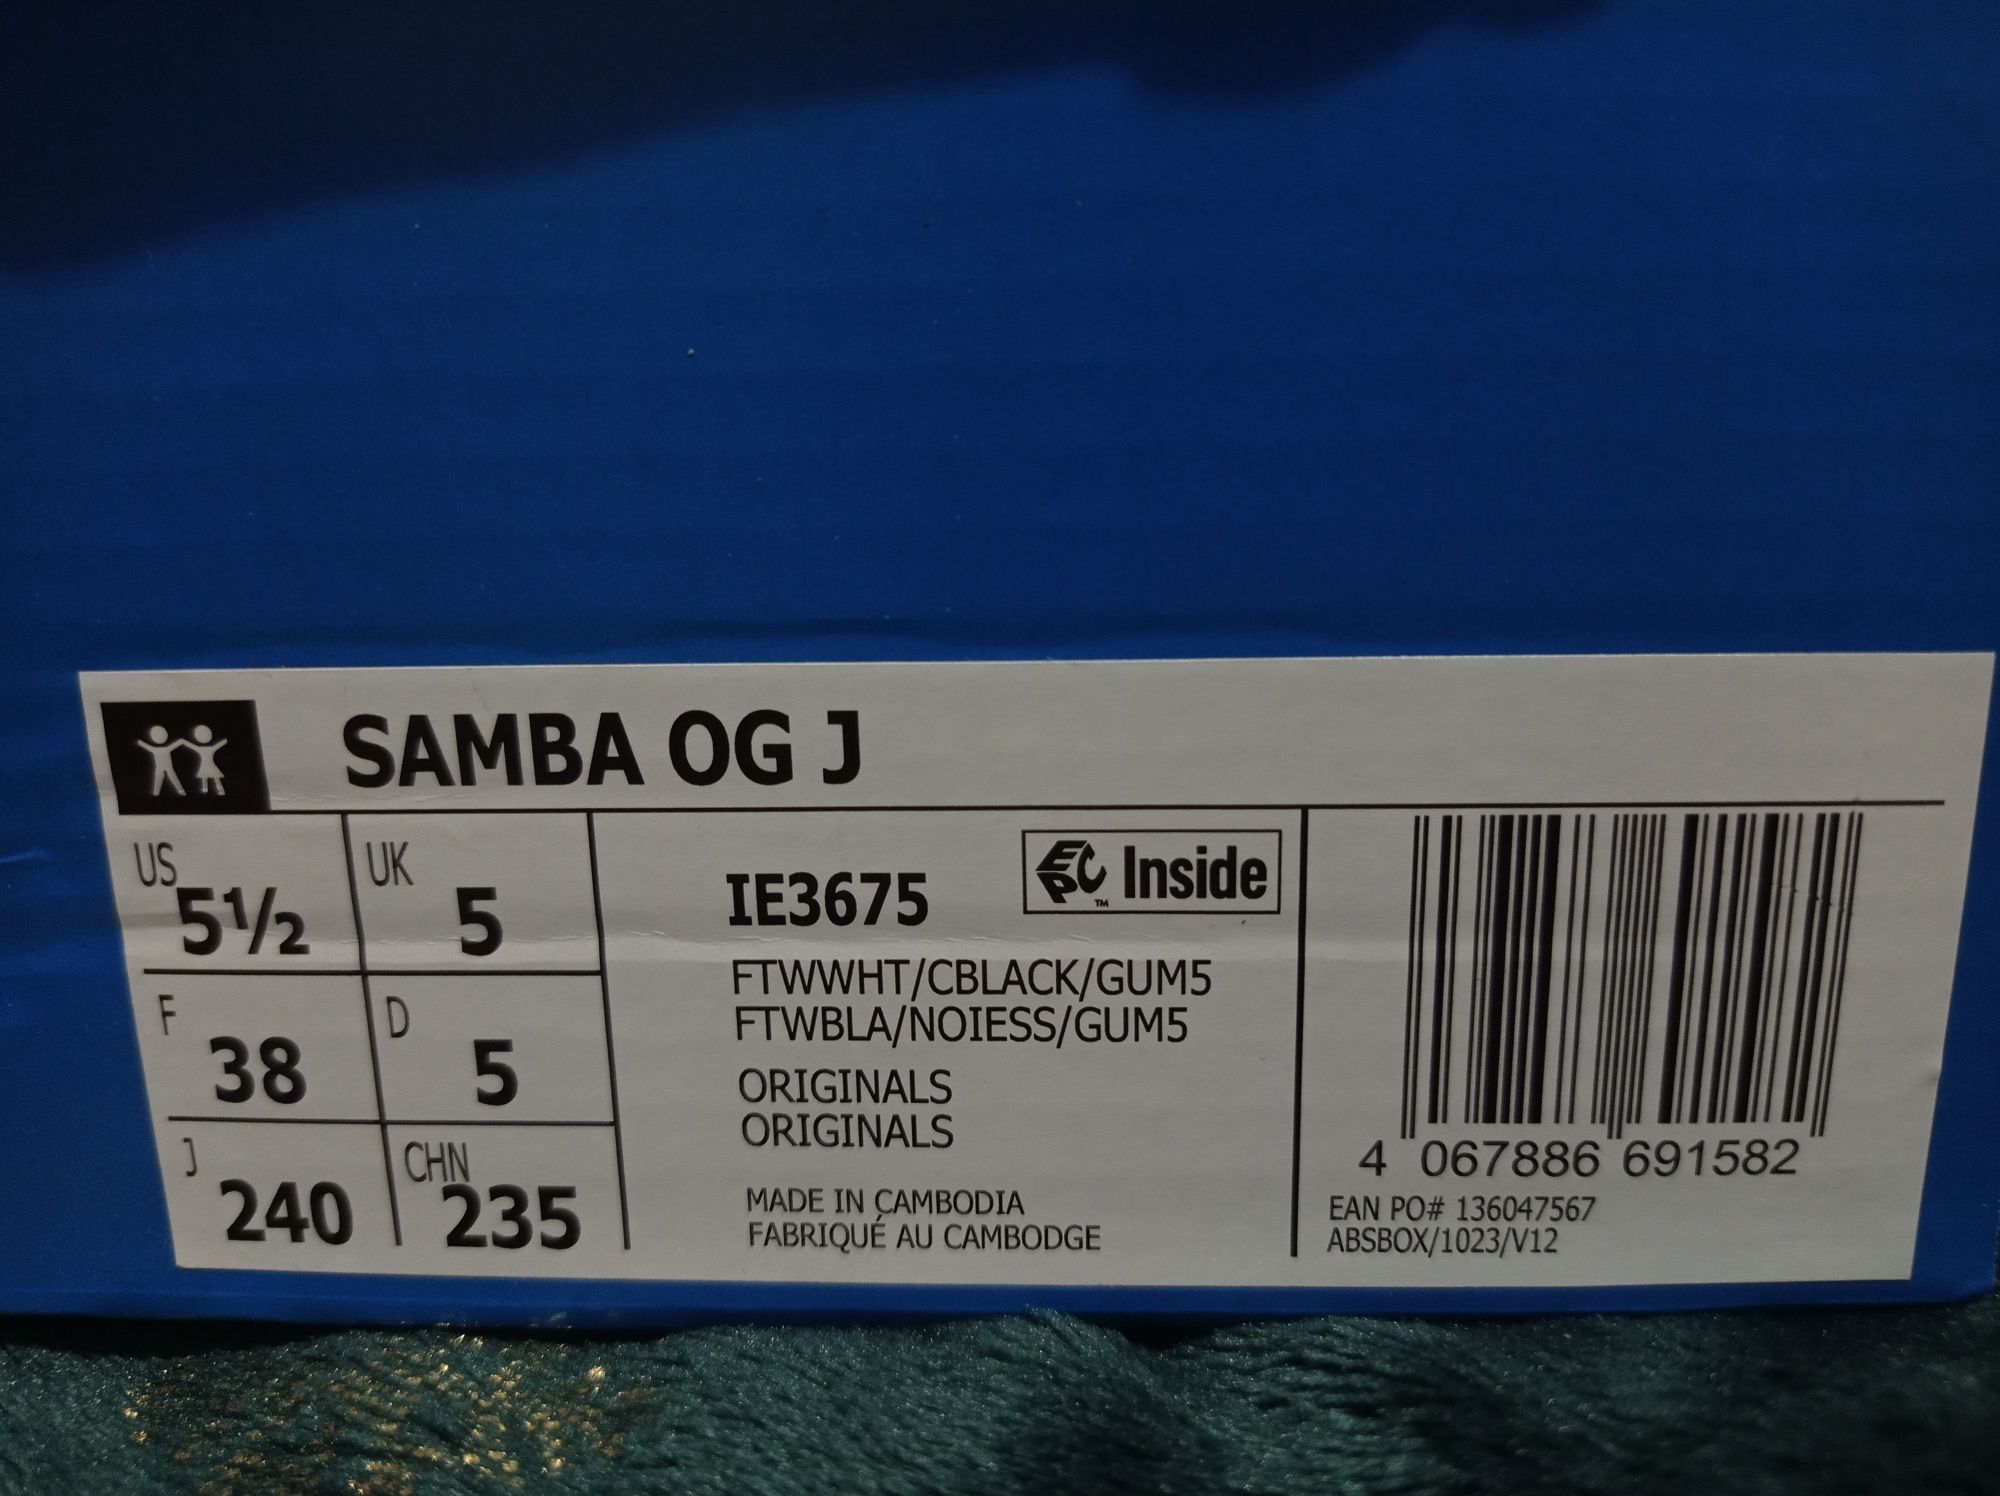 SAMBA OG J
US 5½ UK 5
F 38 D 5
J 240 CHN 235
IE3675
EPC Inside
™
FTWWHT/CBLACK/GUM5
FTWBLA/NOIESS/GUM5
ORIGINALS
ORIGINALS
MADE IN CAMBODIA
FABRIQUÉ AU CAMBODGE
4 067886 691582
EAN PO# 136047567
ABSBOX/1023/V12